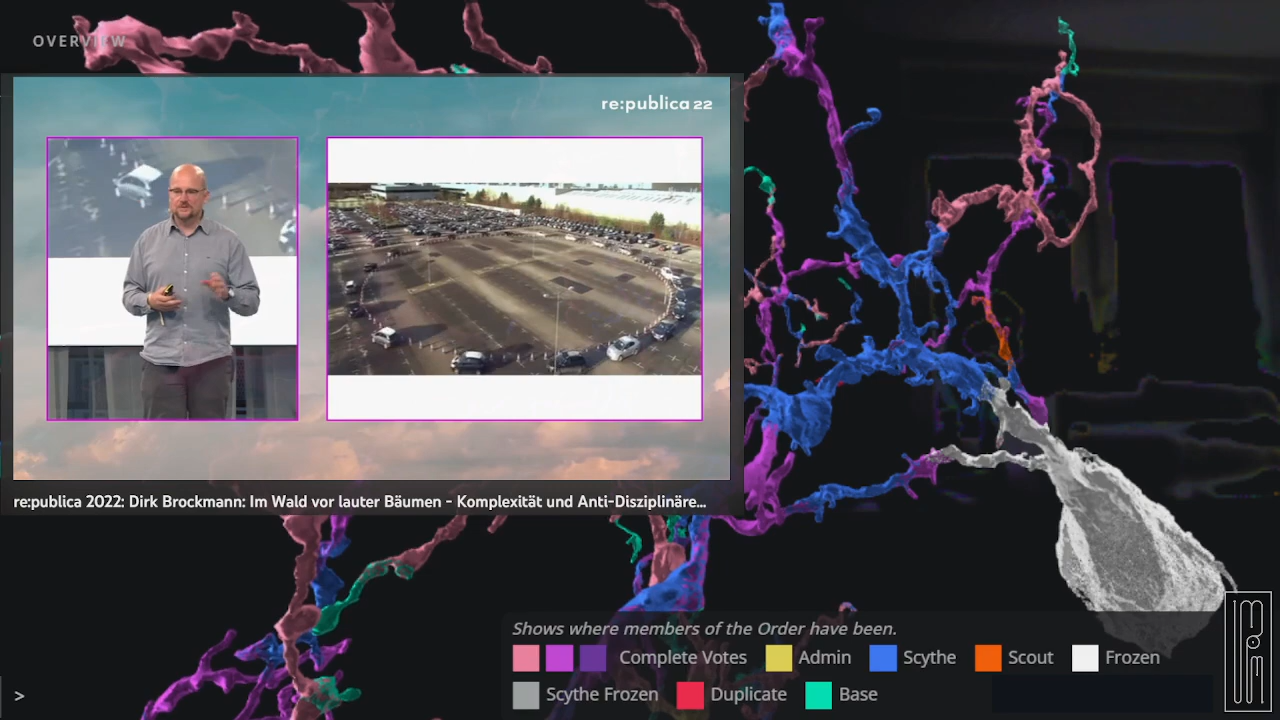 OVERVIEW
re:publica 22
re:publica 2022: Dirk Brockmann: Im Wald vor lauter Bäumen - Komplexität und Anti-Disziplinäre...
Shows where members of the Order have been.
Complete Votes Admin Scythe Scout Frozen
Scythe Frozen Duplicate Base
>